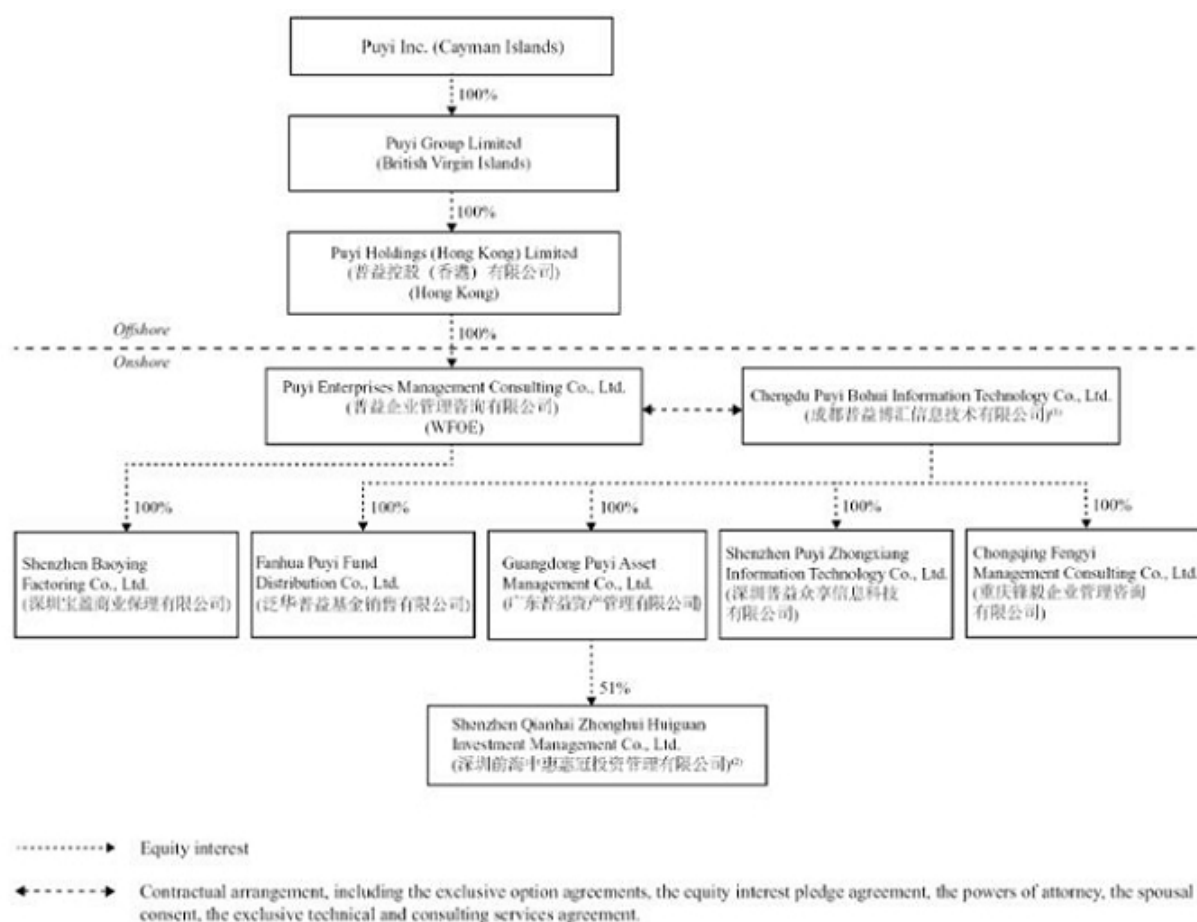 Puyi Inc. (Cayman Islands)
100%
Puyi Group Limited
(British Virgin Islands)
100%
Puyi Holdings (Hong Kong) Limited
(普益控股（香港）有限公司)
(Hong Kong)
Offshore
100%
Onshore
Puyi Enterprises Management Consulting Co., Ltd.
(普益企业管理咨询有限公司)
(WFOE)
Chengdu Puyi Bohui Information Technology Co., Ltd.
(成都普益博汇信息技术有限公司)(1)
100%
100%
100%
100%
100%
Shenzhen Baoying
Factoring Co., Ltd.
(深圳宝盈商业保理有限公司)
Fanhua Puyi Fund
Distribution Co., Ltd.
(泛华普益基金销售有限公司)
Guangdong Puyi Asset
Management Co., Ltd.
(广东普益资产管理有限公司)
Shenzhen Puyi Zhongxiang
Information Technology Co., Ltd.
(深圳普益众享信息科技
有限公司)
Chongqing Fengyi
Management Consulting Co., Ltd.
(重庆锋毅企业管理咨询
有限公司)
51%
Shenzhen Qianhai Zhonghui Huiguan
Investment Management Co., Ltd.
(深圳前海中惠惠冠投资管理有限公司)(2)
Equity interest
Contractual arrangement, including the exclusive option agreements, the equity interest pledge agreement, the powers of attorney, the spousal
consent, the exclusive technical and consulting services agreement.